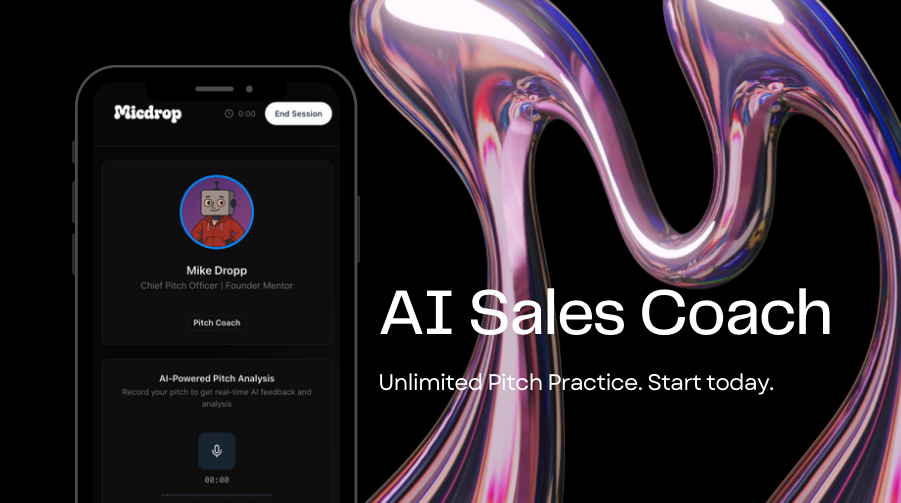 Micdrop
0:00
End Session
Mike Dropp
Chief Pitch Officer | Founder Mentor
Pitch Coach
AI-Powered Pitch Analysis
Record your pitch to get real-time AI feedback and
analysis
00:00
AI Sales Coach
Unlimited Pitch Practice. Start today.